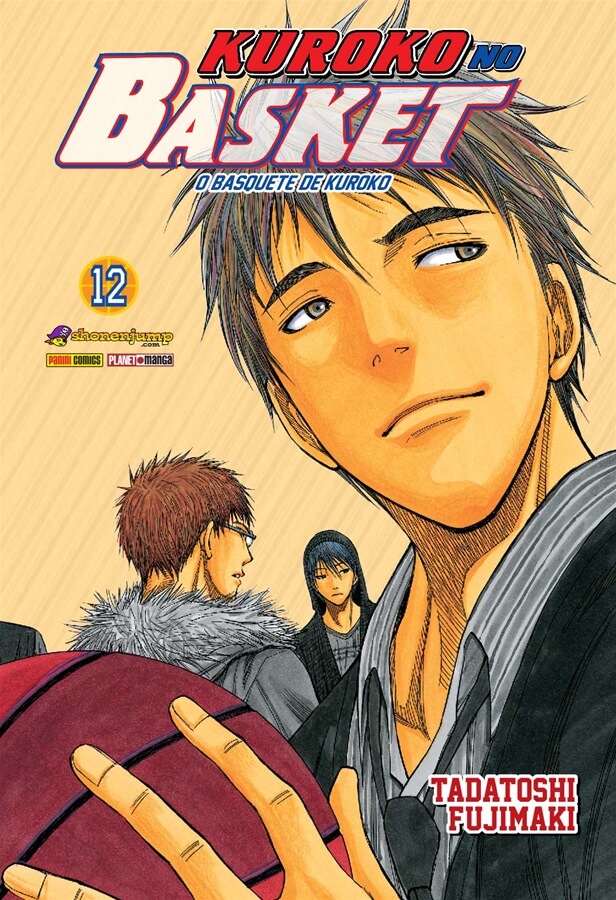 KUROKO NO
BASKET
O BASQUETE DE KUROKO
12
shonenjump
.com
PANINI COMICS PLANET MANGA
TADATOSHI
FUJIMAKI